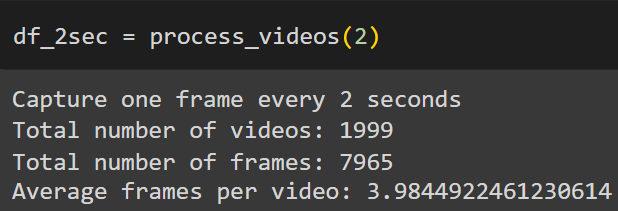 df_2sec = process_videos(2)
Capture one frame every 2 seconds
Total number of videos: 1999
Total number of frames: 7965
Average frames per video: 3.9844922461230614